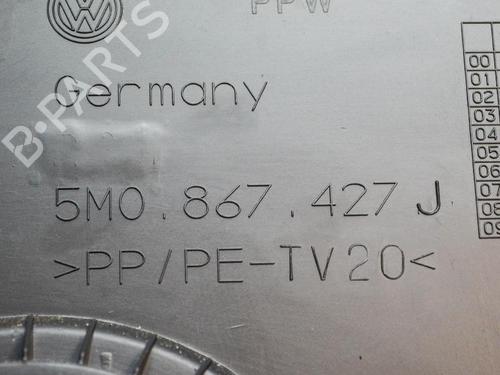 PPW
Germany
5M0.867.427 J
>PP/PE-TV20<
00
01
02
03
04
05
06
07
08
09
B-PARTS